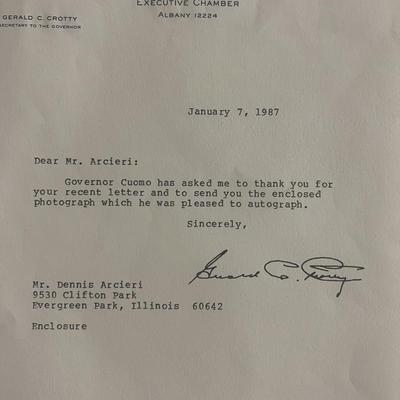 EXECUTIVE CHAMBER
ALBANY 12224
GERALD C. CROTTY
SECRETARY TO THE GOVERNOR
January 7, 1987
Dear Mr. Arcieri:
Governor Cuomo has asked me to thank you for
your recent letter and to send you the enclosed
photograph which he was pleased to autograph.
Sincerely,
Gerald C. Crotty
Mr. Dennis Arcieri
9530 Clifton Park
Evergreen Park, Illinois 60642
Enclosure